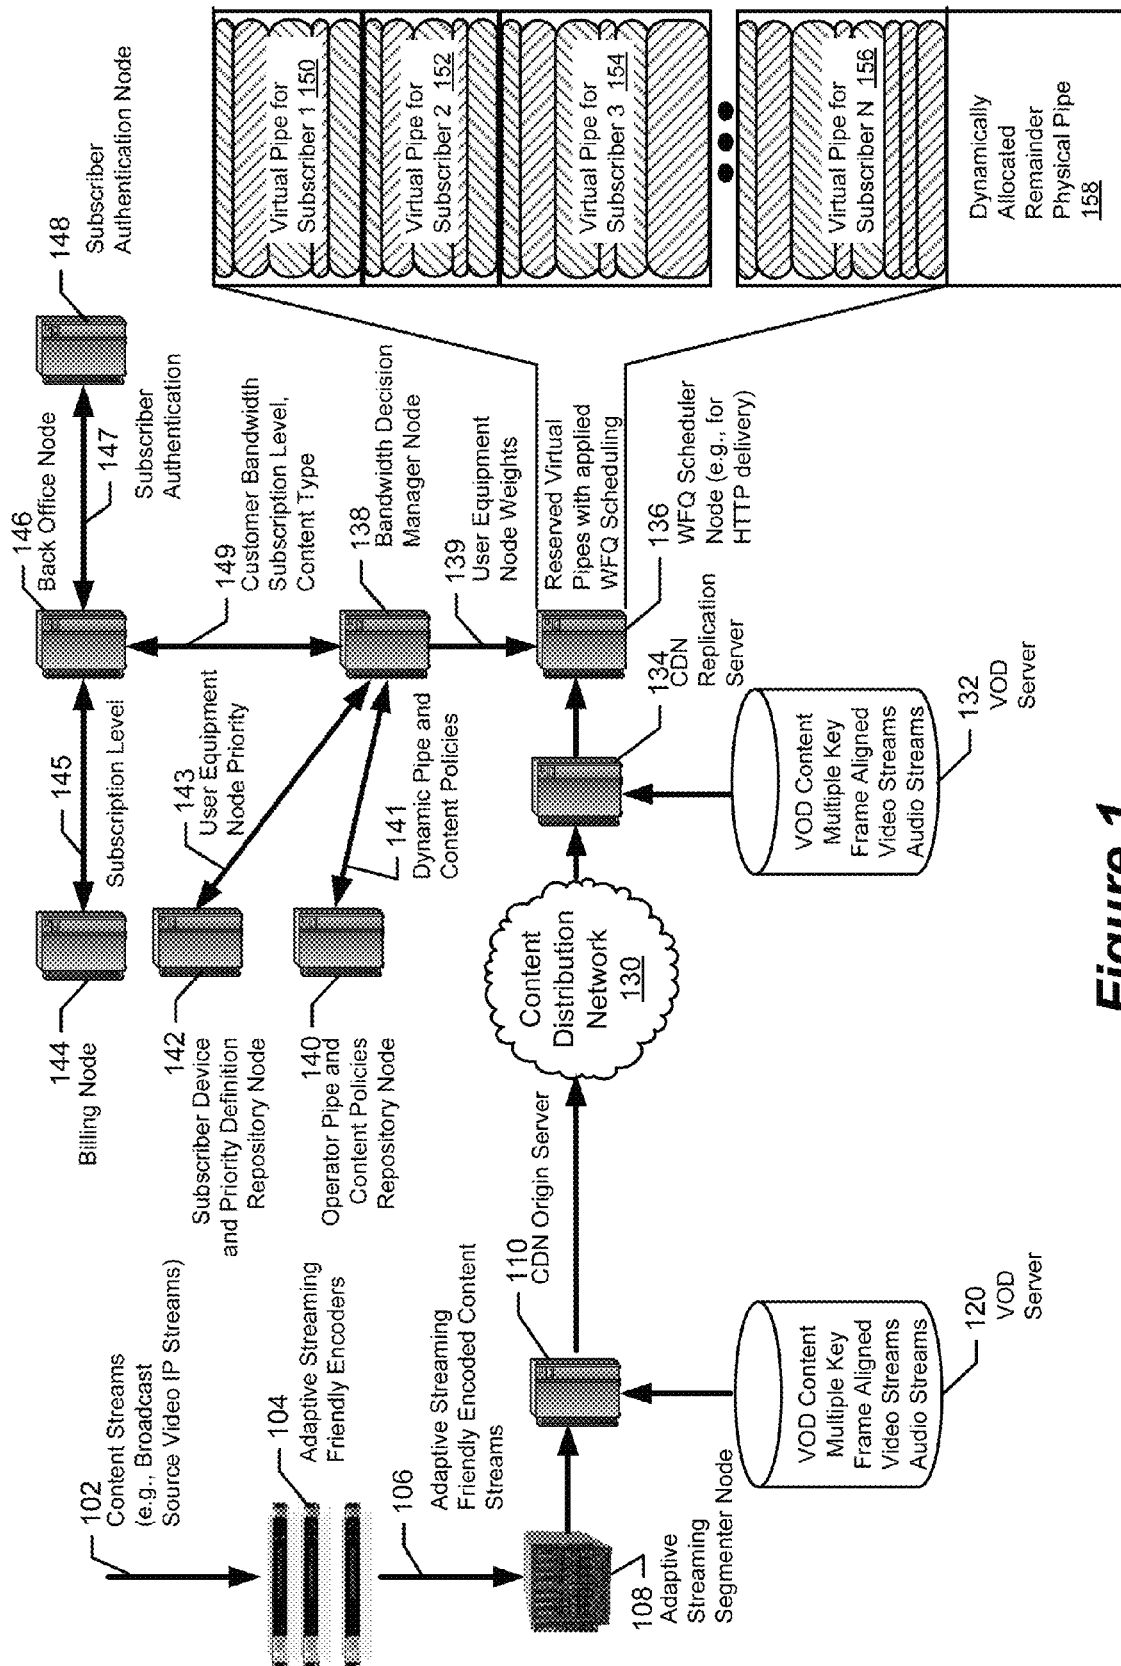 102
Content Streams
(e.g., Broadcast
Source Video IP Streams)
104
Adaptive Streaming
Friendly Encoders
106
Adaptive Streaming
Friendly Encoded Content
Streams
108
Adaptive
Streaming
Segmenter Node
110
CDN Origin Server
VOD Content
Multiple Key
Frame Aligned
Video Streams
Audio Streams
120
VOD
Server
Content
Distribution
Network
130
VOD Content
Multiple Key
Frame Aligned
Video Streams
Audio Streams
132
VOD
Server
134
CDN
Replication
Server
136
WFQ Scheduler
Node (e.g., for
HTTP delivery)
Reserved Virtual
Pipes with applied
WFQ Scheduling
138
Bandwidth Decision
Manager Node
139
User Equipment
Node Weights
140
Operator Pipe and
Content Policies
Repository Node
141
Dynamic Pipe and
Content Policies
142
Subscriber Device
and Priority Definition
Repository Node
143
User Equipment
Node Priority
144
Billing Node
145
Subscription Level
146
Back Office Node
147
Subscriber
Authentication
148
Subscriber
Authentication Node
149
Customer Bandwidth
Subscription Level,
Content Type
Virtual Pipe for
Subscriber 1 150
Virtual Pipe for
Subscriber 2 152
Virtual Pipe for
Subscriber 3 154
Virtual Pipe for
Subscriber N 156
Dynamically
Allocated
Remainder
Physical Pipe
158
Figure 1